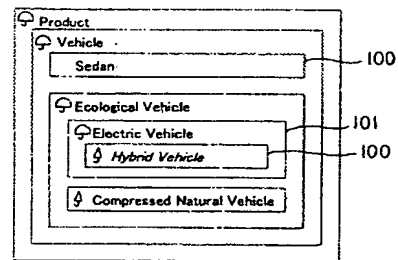 Product
Vehicle
Sedan
100
Ecological Vehicle
Electric Vehicle
101
Hybrid Vehicle
100
Compressed Natural Vehicle